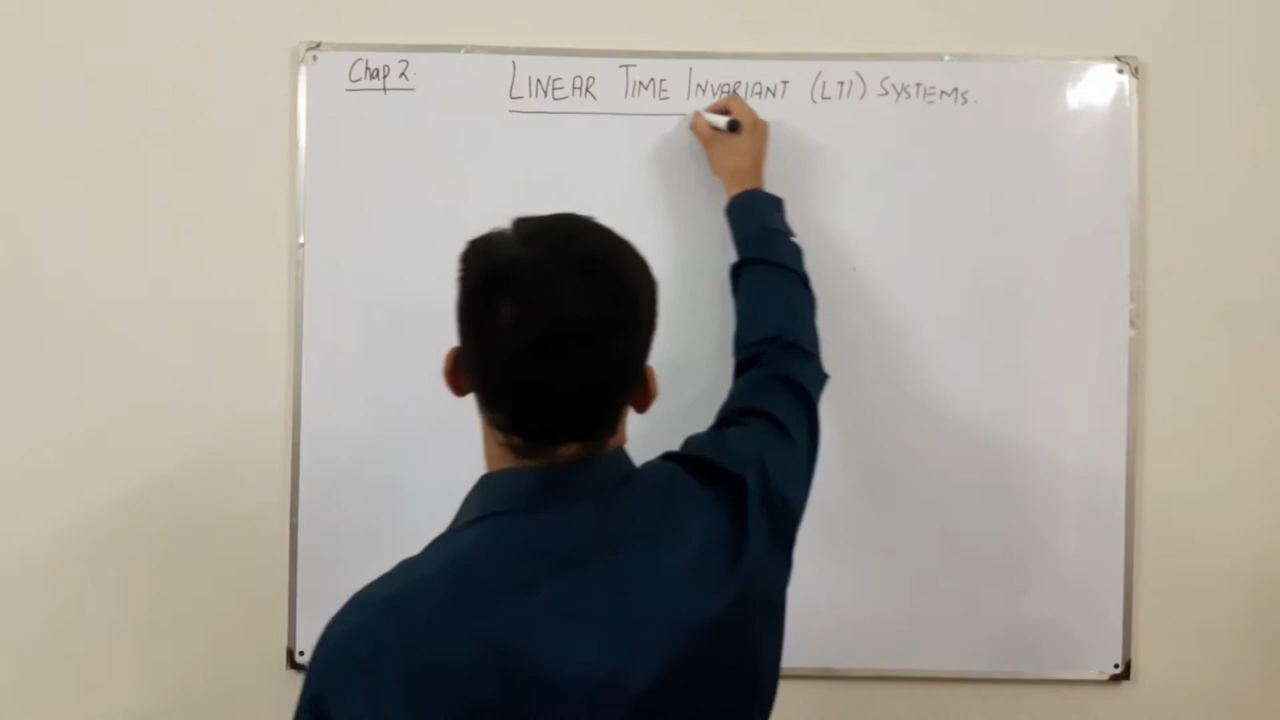 Chap 2.
LINEAR TIME INVARIANT (LTI) SYSTEMS.